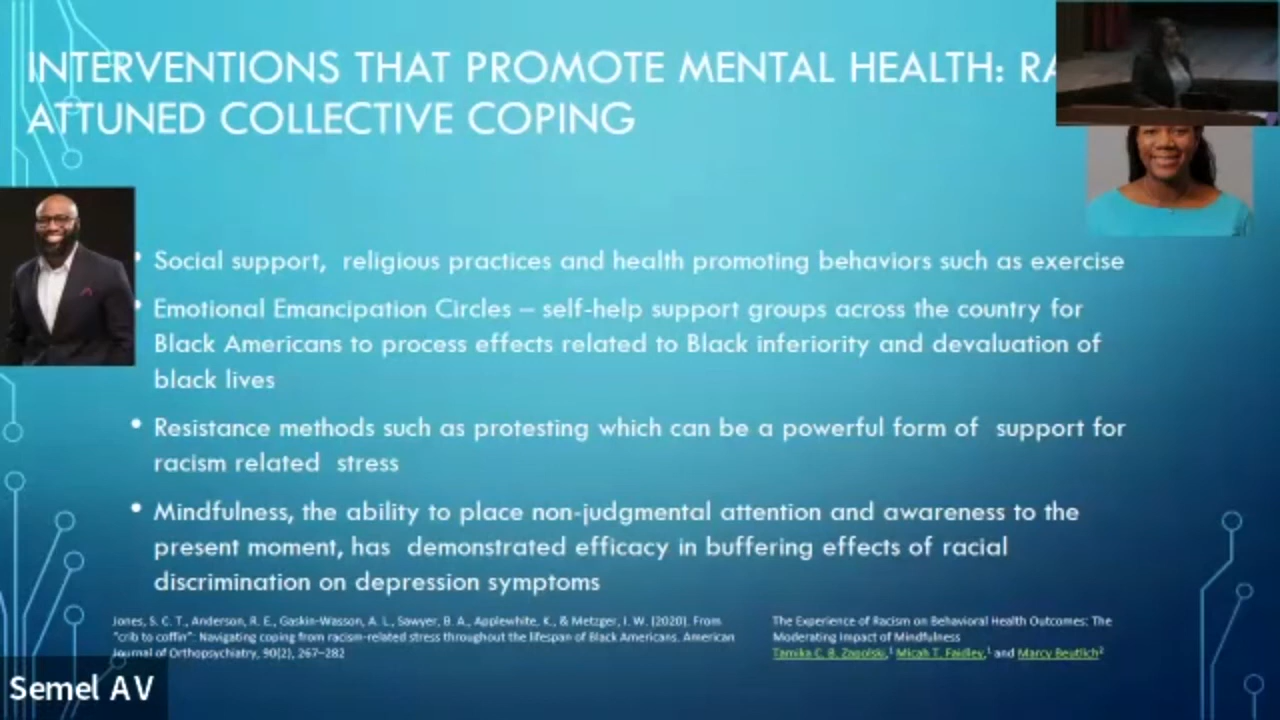 INTERVENTIONS THAT PROMOTE MENTAL HEALTH:
ATTUNED COLLECTIVE COPING
• Social support,  religious practices and health promoting behaviors such as exercise
• Emotional Emancipation Circles – self-help support groups across the country for
Black Americans to process effects related to Black inferiority and devaluation of
black lives
• Resistance methods such as protesting which can be a powerful form of  support for
racism related  stress
• Mindfulness, the ability to place non-judgmental attention and awareness to the
present moment, has  demonstrated efficacy in buffering effects of racial
discrimination on depression symptoms
Jones, S. C. T., Anderson, R. E., Gaskin-Wasson, A. L., Sawyer, B. A., Applewhite, K., & Metzger, I. W. (2020). From
"crib to coffin": Navigating coping from racism-related stress throughout the lifespan of Black Americans. American
Journal of Orthopsychiatry, 90(2), 267–282
The Experience of Racism on Behavioral Health Outcomes: The
Moderating Impact of Mindfulness
Tamika C. B. Zapolski,1 Micah T. Faidley,1 and Marcy Beutlich2
Semel AV